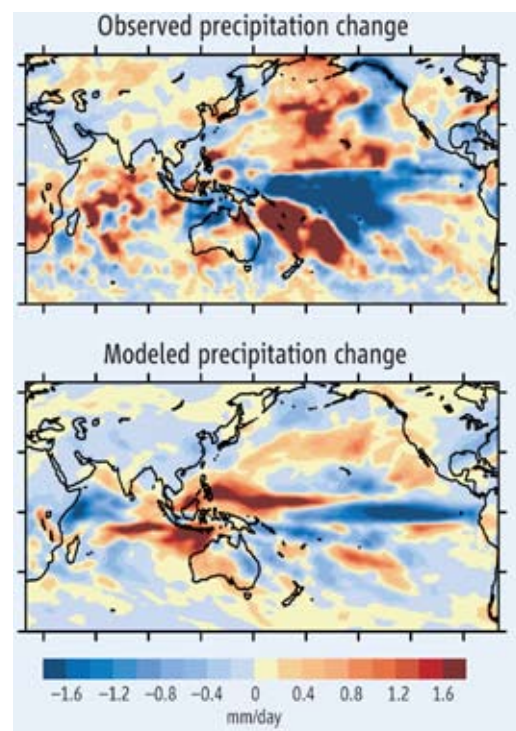 Observed precipitation change
Modeled precipitation change
−1.6 −1.2 −0.8 −0.4 0 0.4 0.8 1.2 1.6
mm/day